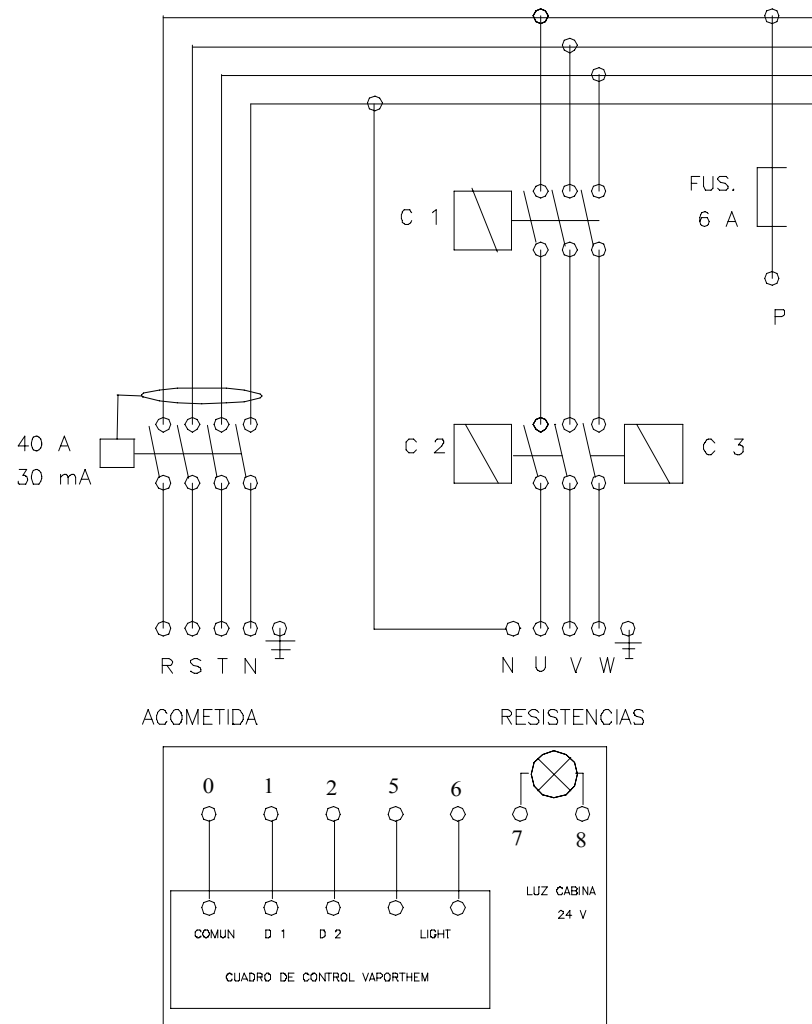 FUS.
6 A
C 1
P
40 A
30 mA
C 2
C 3
R S T N
N U V W
ACOMETIDA
RESISTENCIAS
0 1 2 5 6
7 8
LUZ CABINA
24 V
COMUN D 1 D 2 LIGHT
CUADRO DE CONTROL VAPORTHEM